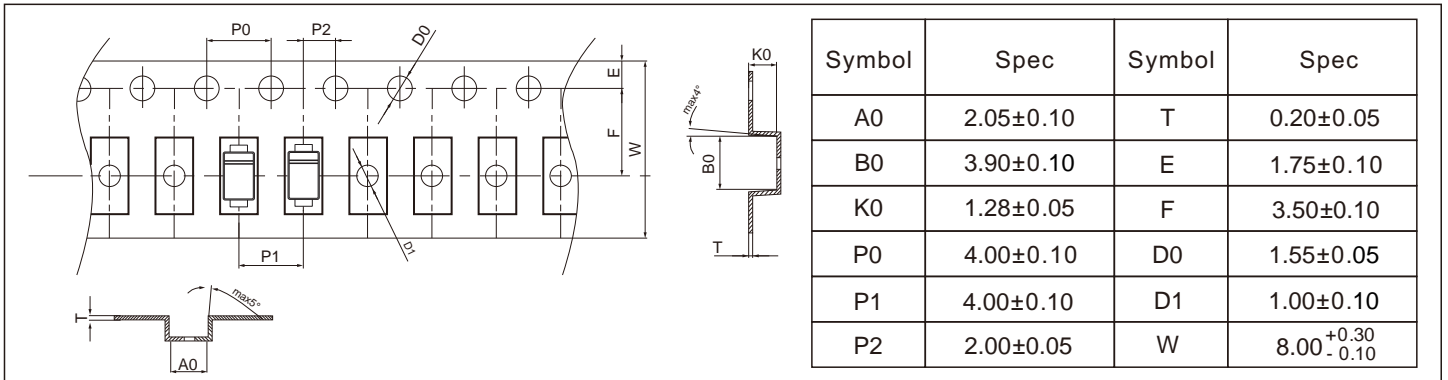 P0
P2
D0
E
F
W
P1
D1
T
A0
max5°
K0
max4°
B0
T
Symbol Spec Symbol Spec
A0 2.05±0.10 T 0.20±0.05
B0 3.90±0.10 E 1.75±0.10
K0 1.28±0.05 F 3.50±0.10
P0 4.00±0.10 D0 1.55±0.05
P1 4.00±0.10 D1 1.00±0.10
P2 2.00±0.05 W 8.00 +0.30 - 0.10